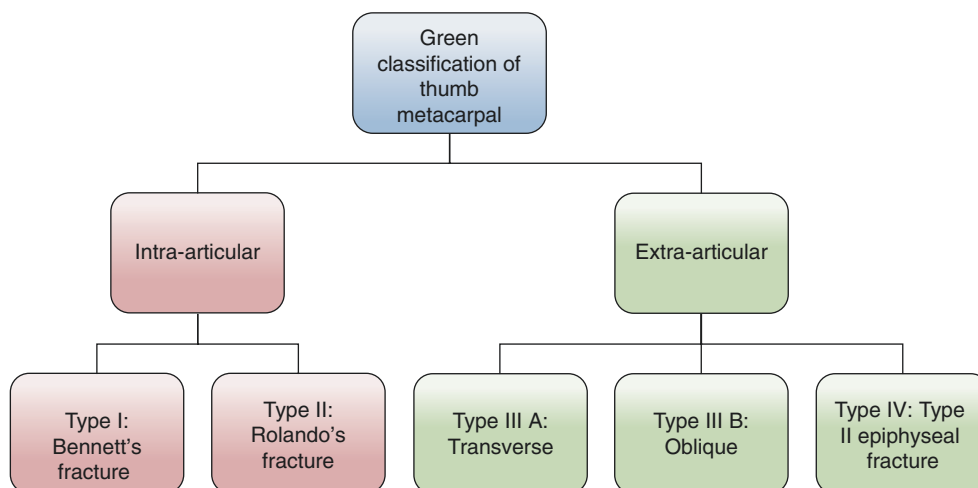 Green
classification of
thumb
metacarpal
Intra-articular
Extra-articular
Type I:
Bennett’s
fracture
Type II:
Rolando’s
fracture
Type III A:
Transverse
Type III B:
Oblique
Type IV: Type
II epiphyseal
fracture